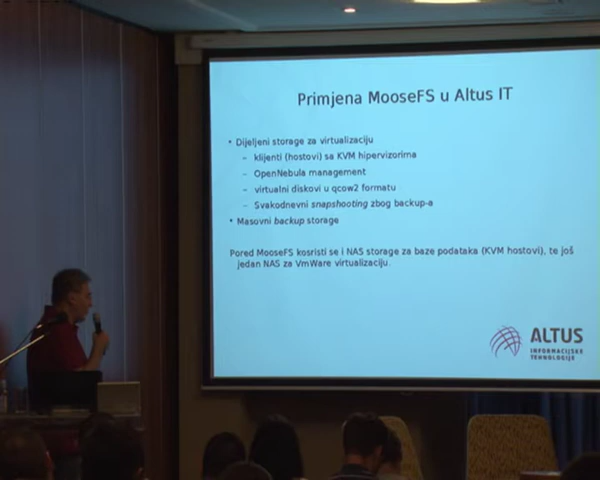 Primjena MooseFS u Altus IT
• Dijeljeni storage za virtualizaciju
– klijenti (hostovi) sa KVM hipervizorima
– OpenNebula management
– virtualni diskovi u qcow2 formatu
– Svakodnevni snapshooting zbog backup-a
• Masovni backup storage
Pored MooseFS kosristi se i NAS storage za baze podataka (KVM hostovi), te još
jedan NAS za VmWare virtualizaciju.
ALTUS
INFORMACIJSKE
TEHNOLOGIJE